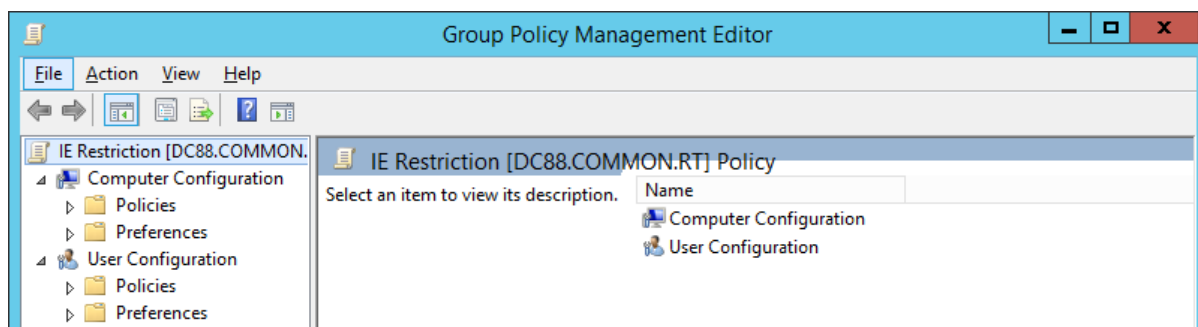 Group Policy Management Editor
File Action View Help
IE Restriction [DC88.COMMON.
Computer Configuration
Policies
Preferences
User Configuration
Policies
Preferences
IE Restriction [DC88.COMMON.RT] Policy
Select an item to view its description.
Name
Computer Configuration
User Configuration